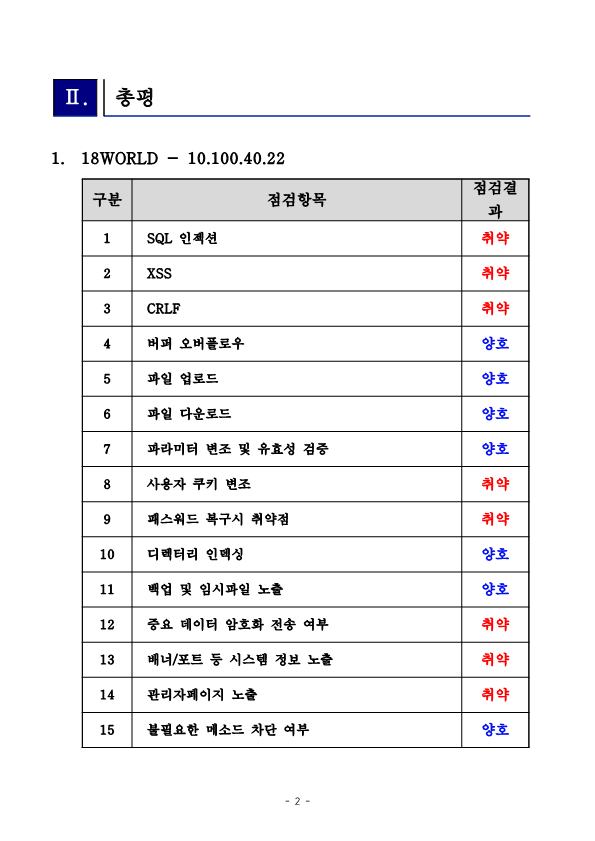 Ⅱ. 총평
1. 18WORLD - 10.100.40.22
구분 점검항목 점검결과
1 SQL 인젝션 취약
2 XSS 취약
3 CRLF 취약
4 버퍼 오버플로우 양호
5 파일 업로드 양호
6 파일 다운로드 양호
7 파라미터 변조 및 유효성 검증 양호
8 사용자 쿠키 변조 취약
9 패스워드 복구시 취약점 취약
10 디렉터리 인덱싱 양호
11 백업 및 임시파일 노출 양호
12 중요 데이터 암호화 전송 여부 취약
13 배너/포트 등 시스템 정보 노출 취약
14 관리자페이지 노출 취약
15 불필요한 메소드 차단 여부 양호
- 2 -